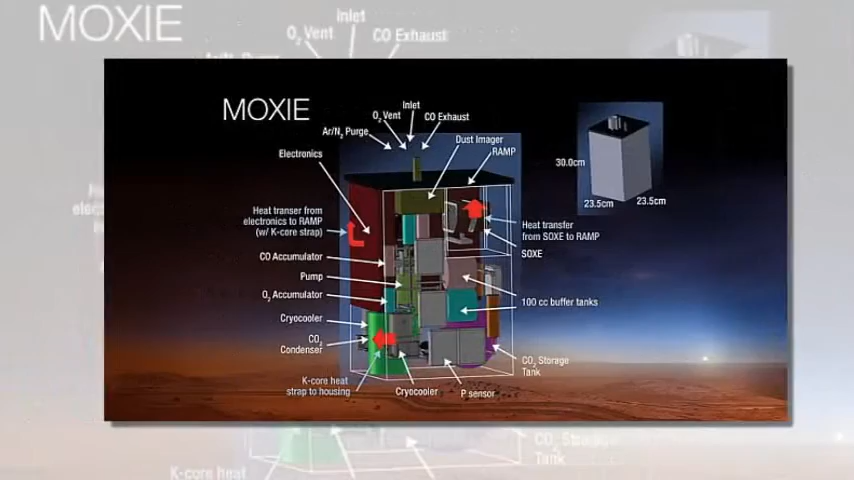 MOXIE
Inlet
O2 Vent
CO Exhaust
MOXIE
Inlet
O2 Vent
CO Exhaust
Ar/N2 Purge
Dust Imager
RAMP
Electronics
30.0cm
23.5cm
23.5cm
Heat transer from
electronics to RAMP
(w/ K-core strap)
Heat transfer
from SOXE to RAMP
SOXE
CO Accumulator
Pump
O2 Accumulator
100 cc buffer tanks
Cryocooler
CO2
Condenser
CO2 Storage
Tank
K-core heat
strap to housing
Cryocooler
P sensor
CO2 Storage
Tank
K-core heat